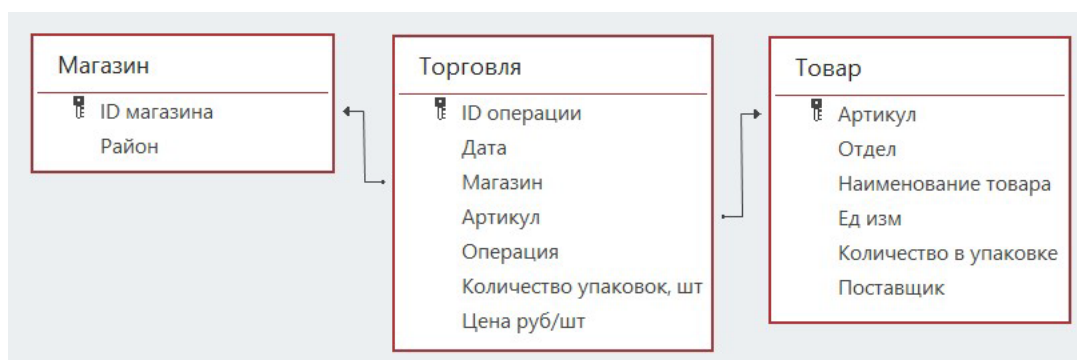 Магазин
ID магазина
Район
Торговля
ID операции
Дата
Магазин
Артикул
Операция
Количество упаковок, шт
Цена руб/шт
Товар
Артикул
Отдел
Наименование товара
Ед изм
Количество в упаковке
Поставщик